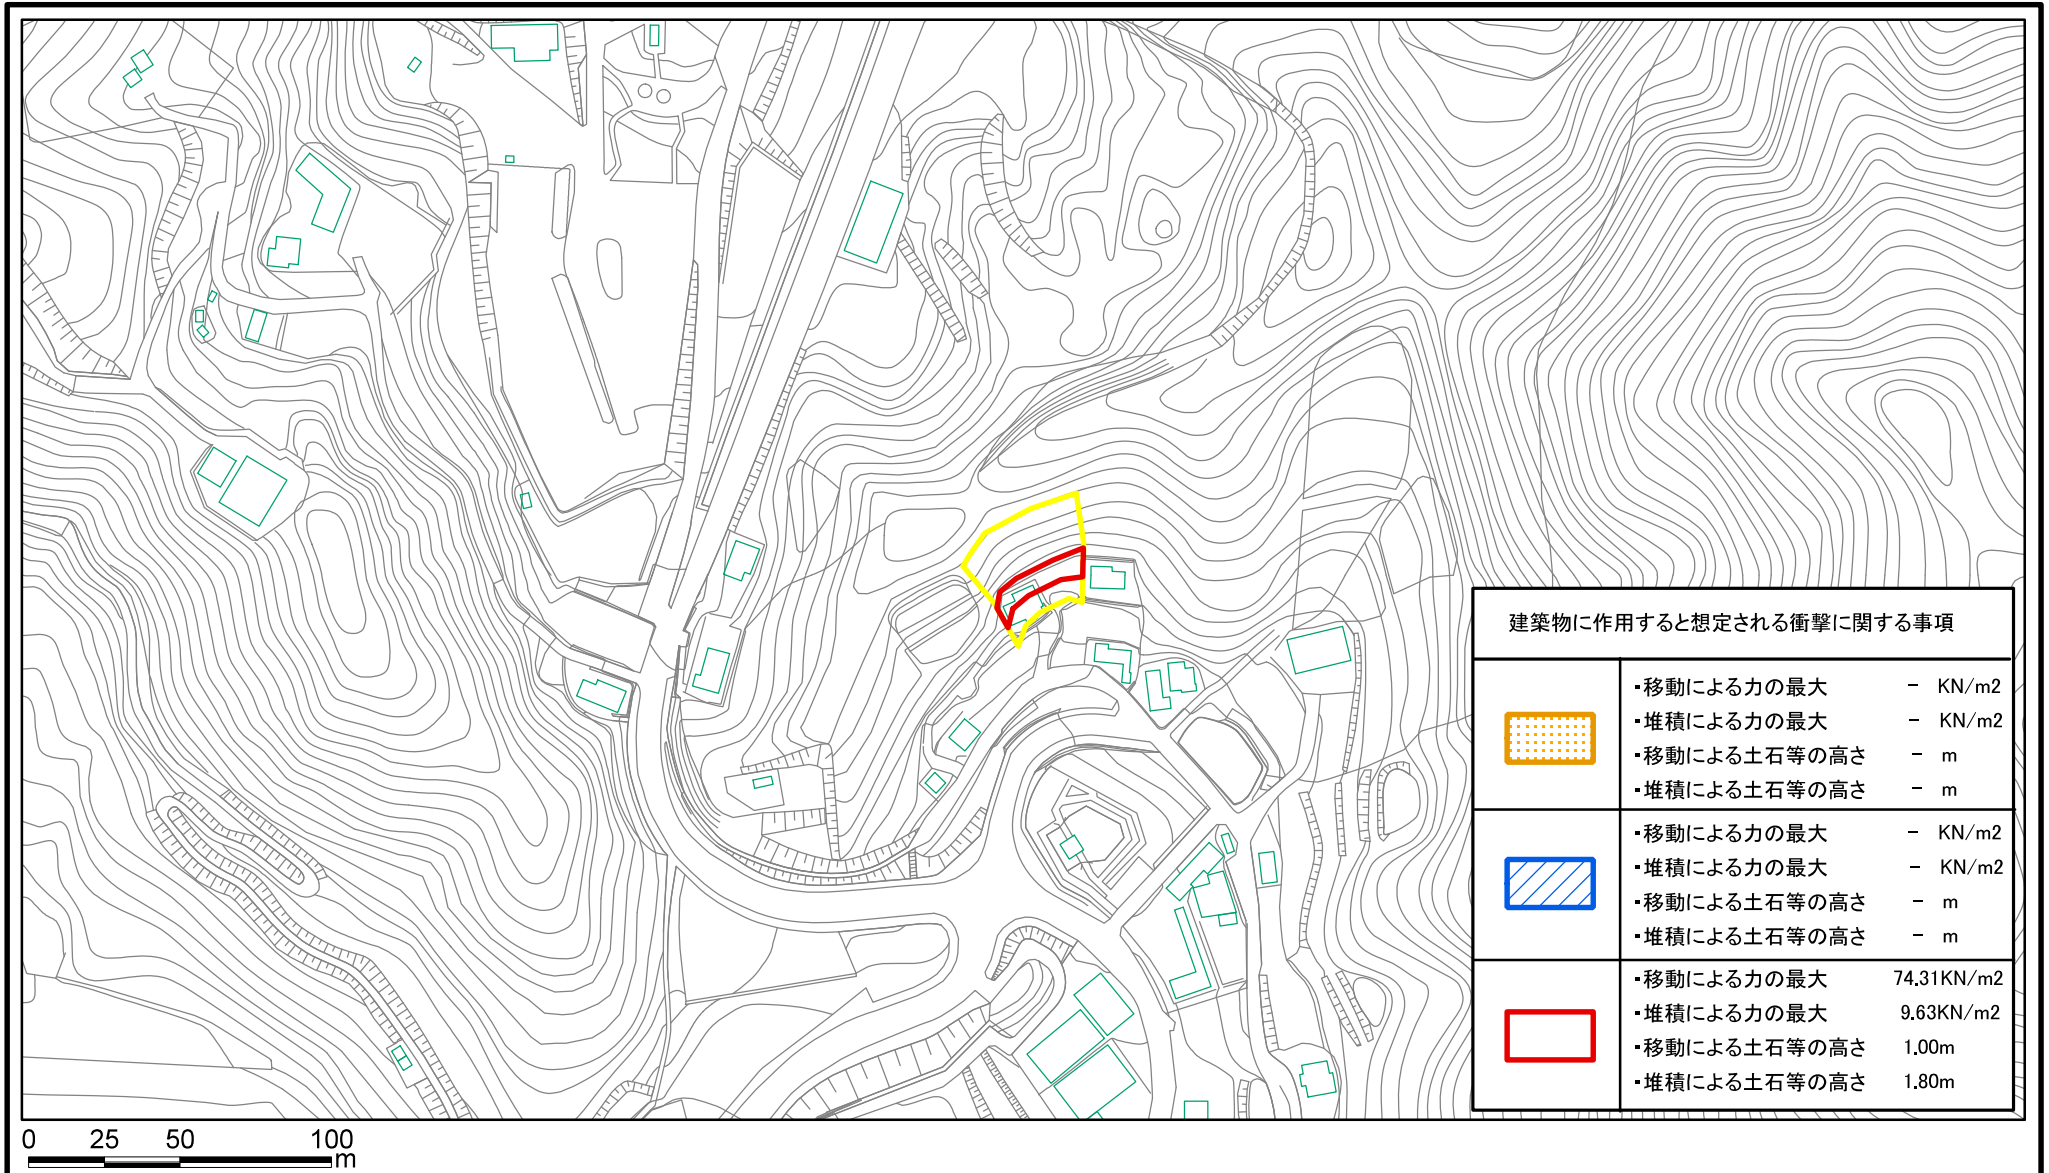 建築物に作用すると想定される衝撃に関する事項
・移動による力の最大 - KN/m2
・堆積による力の最大 - KN/m2
・移動による土石等の高さ - m
・堆積による土石等の高さ - m
・移動による力の最大 - KN/m2
・堆積による力の最大 - KN/m2
・移動による土石等の高さ - m
・堆積による土石等の高さ - m
・移動による力の最大 74.31KN/m2
・堆積による力の最大 9.63KN/m2
・移動による土石等の高さ 1.00m
・堆積による土石等の高さ 1.80m
0 25 50 100
m